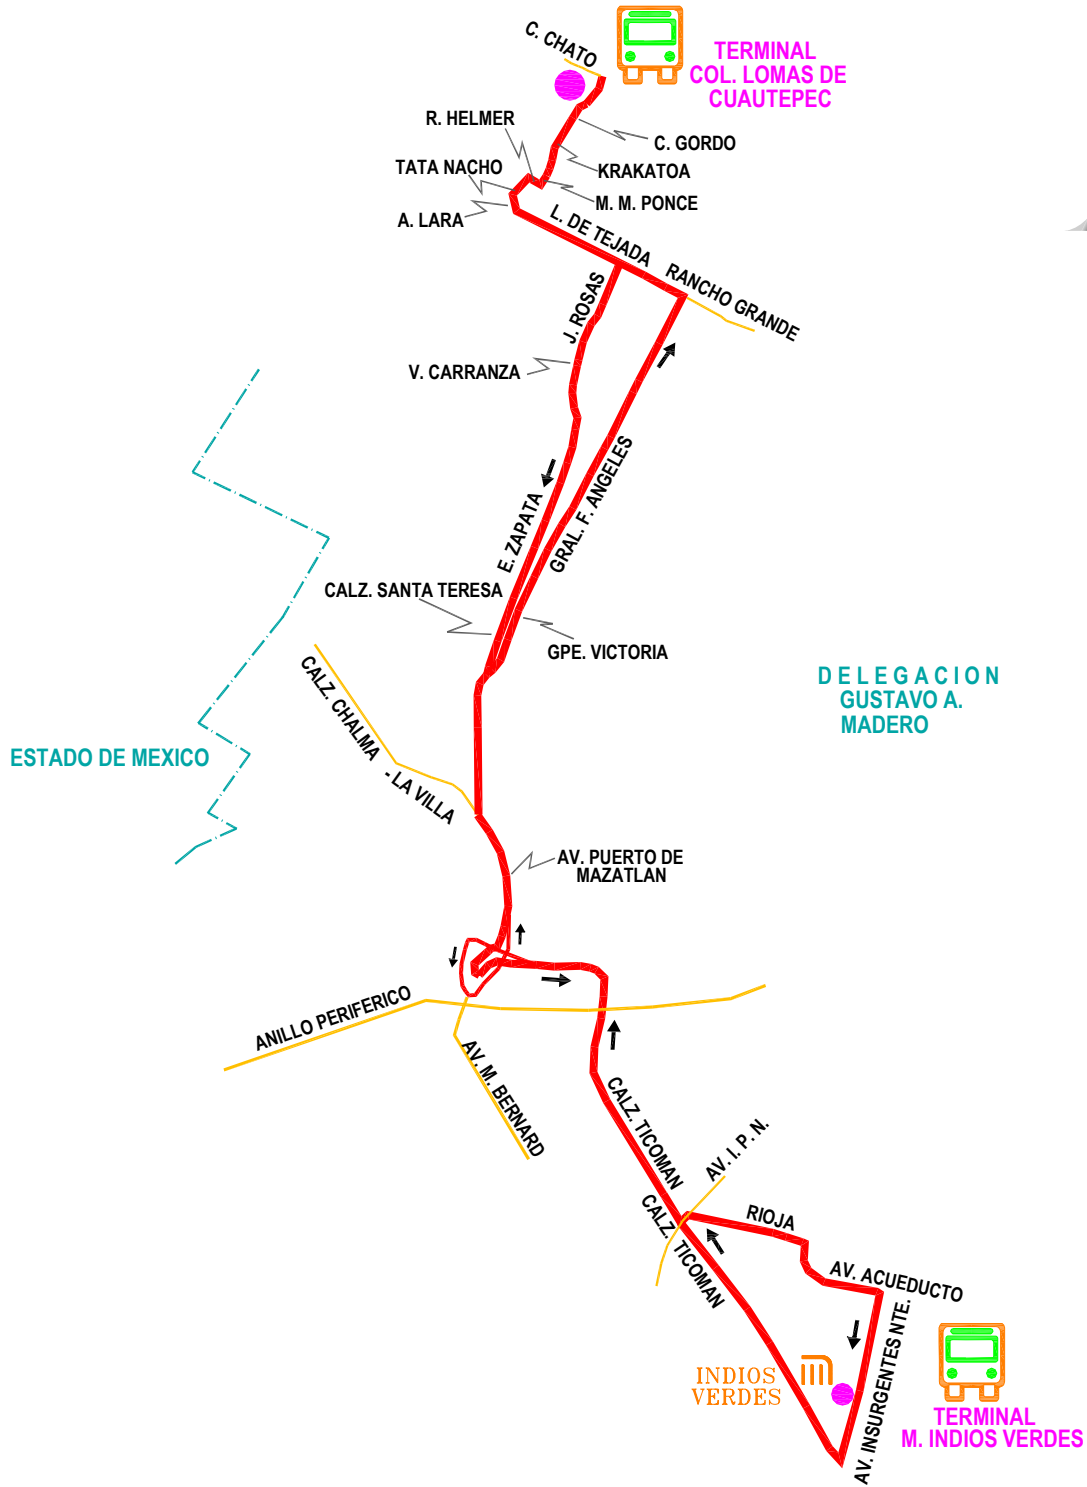 C. CHATO
TERMINAL
COL. LOMAS DE
CUAUTEPEC
R. HELMER
C. GORDO
TATA NACHO
KRAKATOA
M. M. PONCE
A. LARA
L. DE TEJADA
RANCHO GRANDE
J. ROSAS
V. CARRANZA
GRAL. F. ANGELES
E. ZAPATA
CALZ. SANTA TERESA
GPE. VICTORIA
CALZ. CHALMA - LA VILLA
DELEGACION
GUSTAVO A.
MADERO
ESTADO DE MEXICO
AV. PUERTO DE
MAZATLAN
ANILLO PERIFERICO
AV. M. BERNARD
CALZ. TICOMAN
AV. I. P. N.
CALZ. TICOMAN
RIOJA
AV. ACUEDUCTO
AV. INSURGENTES NTE.
INDIOS
VERDES
TERMINAL
M. INDIOS VERDES